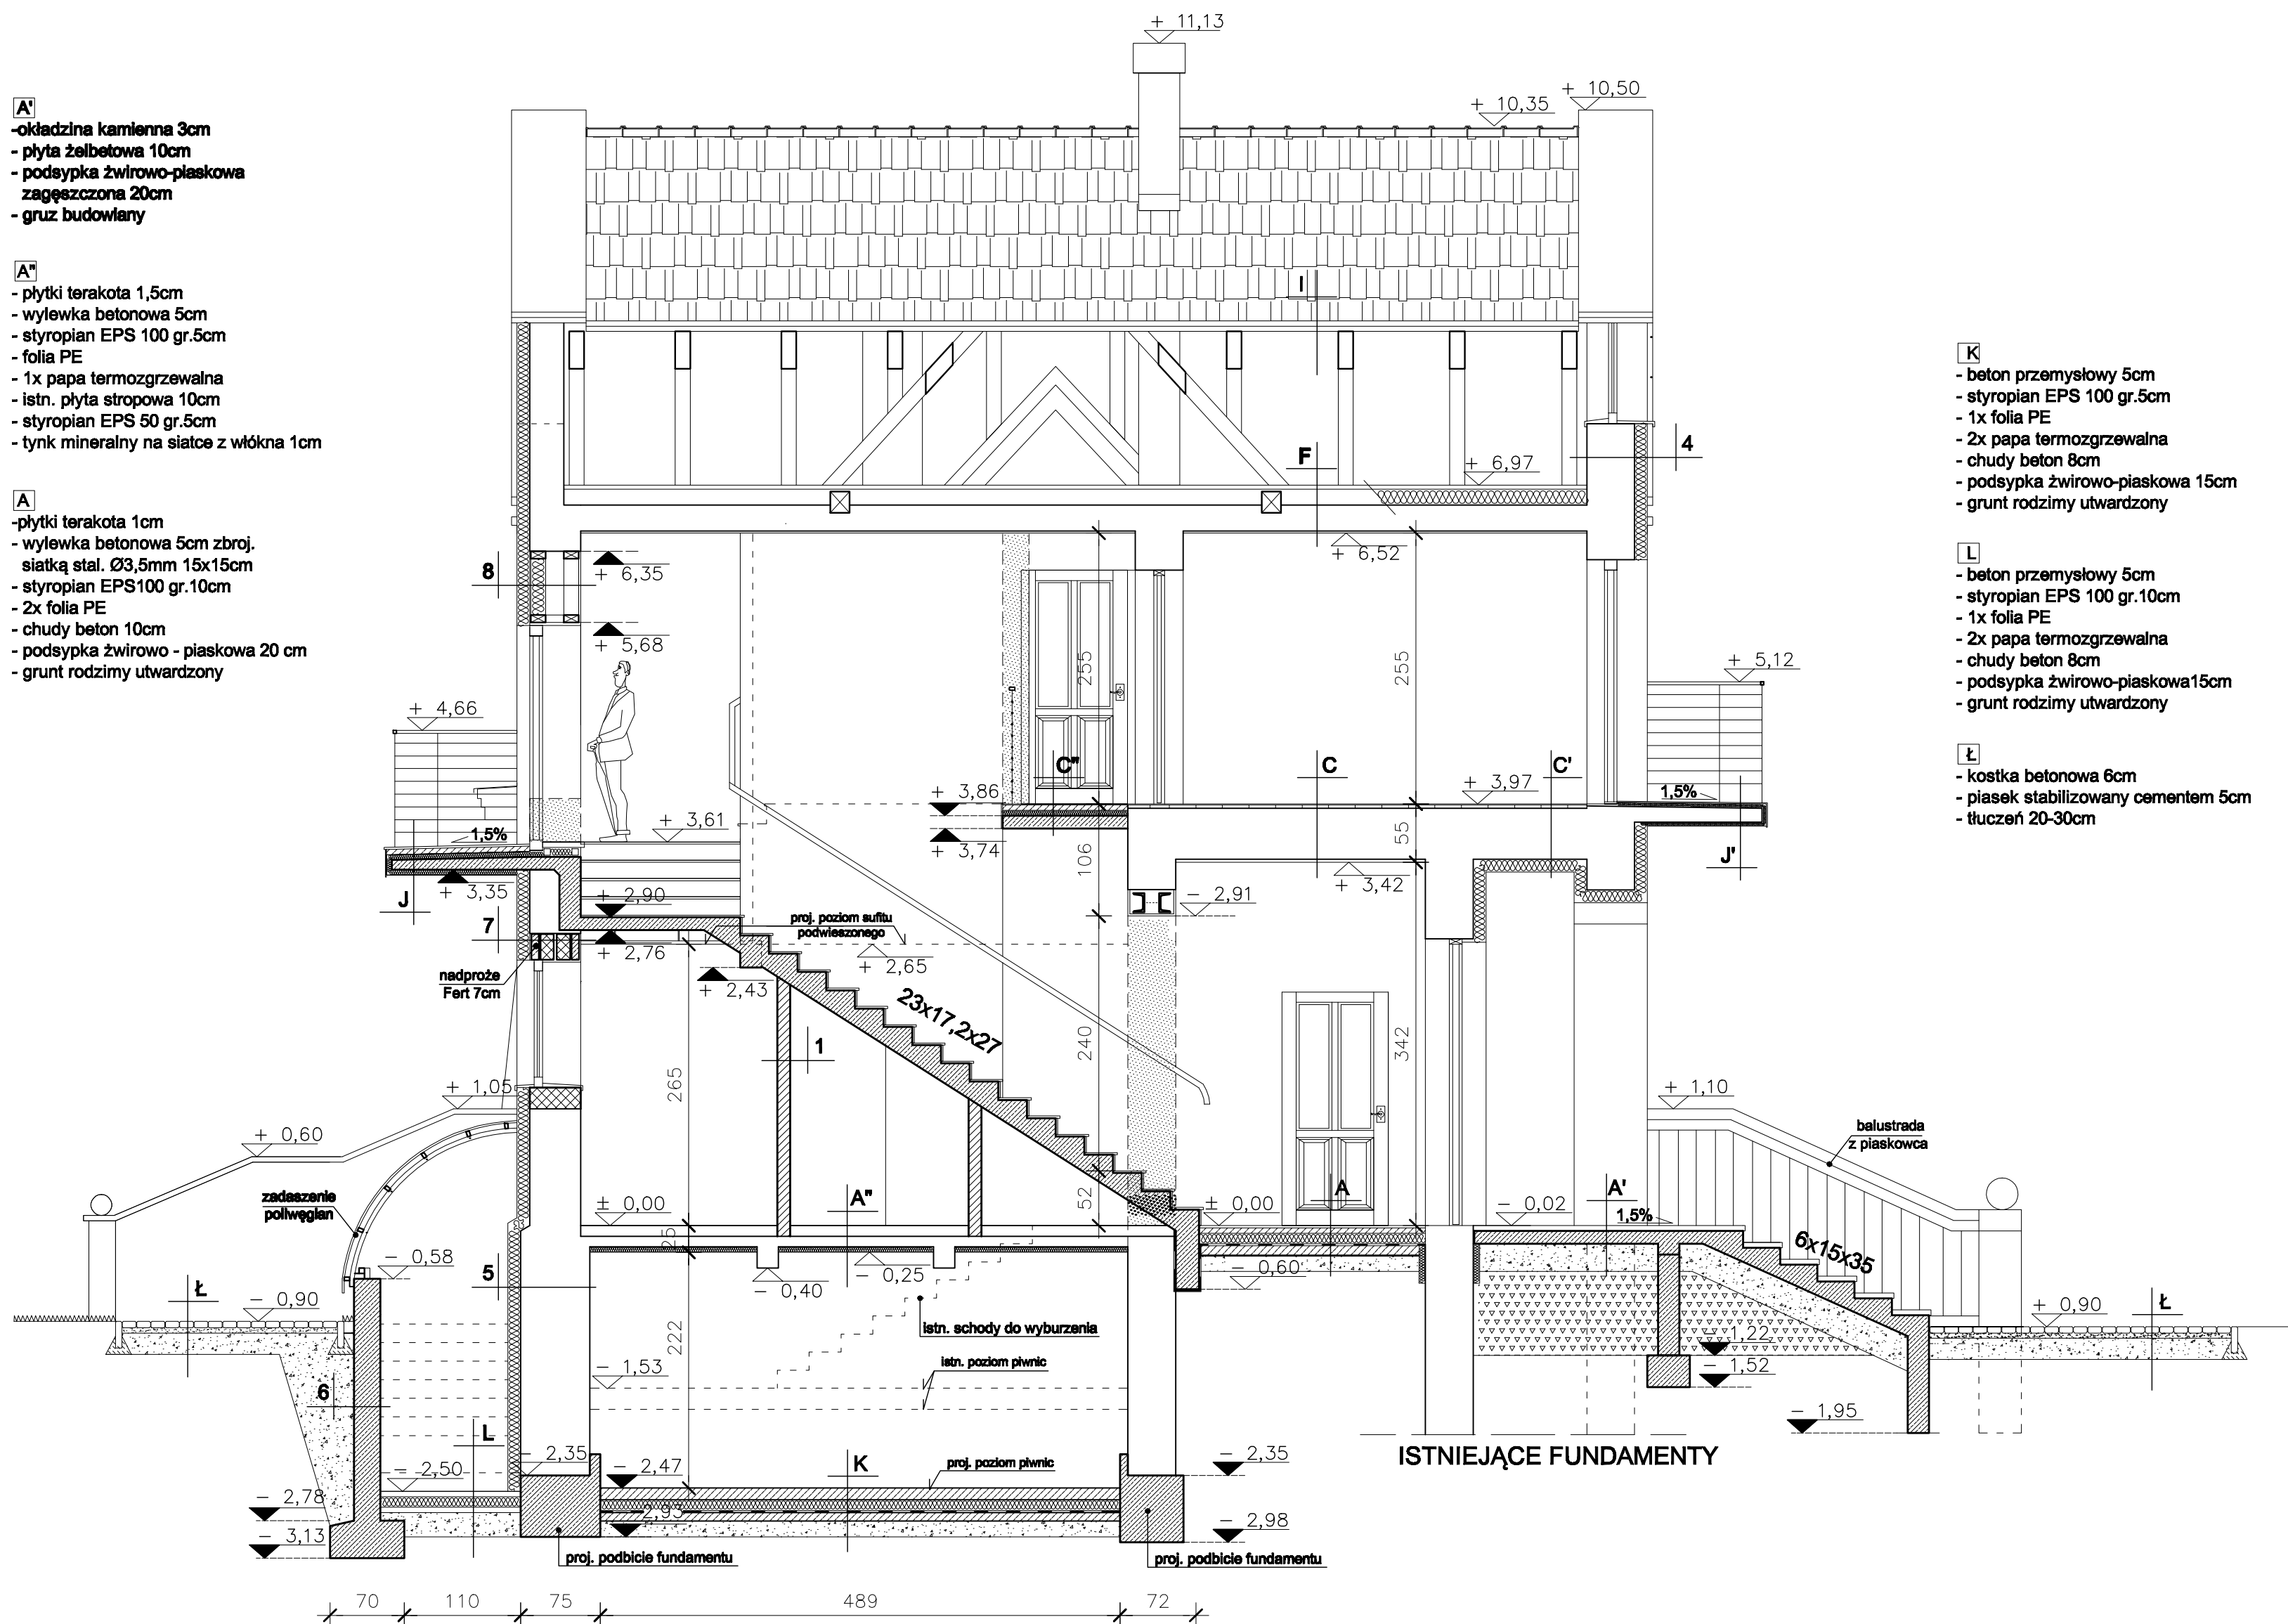 A'
-okładzina kamienna 3cm
- płyta żelbetowa 10cm
- podsypka żwirowo-piaskowa
zagęszczona 20cm
- gruz budowlany
A"
- płytki terakota 1,5cm
- wylewka betonowa 5cm
- styropian EPS 100 gr.5cm
- folia PE
- 1x papa termozgrzewalna
- istn. płyta stropowa 10cm
- styropian EPS 50 gr.5cm
- tynk mineralny na siatce z włókna 1cm
A
-płytki terakota 1cm
- wylewka betonowa 5cm zbroj.
siatką stal. Ø3,5mm 15x15cm
- styropian EPS100 gr.10cm
- 2x folia PE
- chudy beton 10cm
- podsypka żwirowo - piaskowa 20 cm
- grunt rodzimy utwardzony
K
- beton przemysłowy 5cm
- styropian EPS 100 gr.5cm
- 1x folia PE
- 2x papa termozgrzewalna
- chudy beton 8cm
- podsypka żwirowo-piaskowa 15cm
- grunt rodzimy utwardzony
L
- beton przemysłowy 5cm
- styropian EPS 100 gr.10cm
- 1x folia PE
- 2x papa termozgrzewalna
- chudy beton 8cm
- podsypka żwirowo-piaskowa15cm
- grunt rodzimy utwardzony
Ł
- kostka betonowa 6cm
- piasek stabilizowany cementem 5cm
- tłuczeń 20-30cm
+ 11,13
+ 10,50
+ 10,35
I
F
+ 6,97
4
+ 6,52
8
+ 6,35
+ 5,68
255
255
+ 5,12
+ 4,66
C"
C
C'
+ 3,97
+ 3,86
1,5%
+ 3,61
1,5%
+ 3,74
106
55
J'
+ 3,35
+ 3,42
J
+ 2,90
- 2,91
7
proj. poziom sufitu
podwieszonego
+ 2,76
+ 2,65
+ 2,43
nadproże
Fert 7cm
23x17,2x27
1
240
342
265
+ 1,05
+ 1,10
balustrada
z piaskowca
+ 0,60
zadaszenie
poliwęglan
± 0,00
A"
52
± 0,00
A
- 0,02
A'
1,5%
6x15x35
25
- 0,58
5
- 0,40
- 0,25
- 0,60
Ł
- 0,90
istn. schody do wyburzenia
222
+ 0,90
Ł
- 1,22
istn. poziom piwnic
- 1,53
- 1,52
6
- 1,95
L
- 2,35
K
- 2,35
ISTNIEJĄCE FUNDAMENTY
- 2,50
- 2,47
proj. poziom piwnic
- 2,78
- 2,93
- 2,98
- 3,13
proj. podbicie fundamentu
proj. podbicie fundamentu
70
110
75
489
72